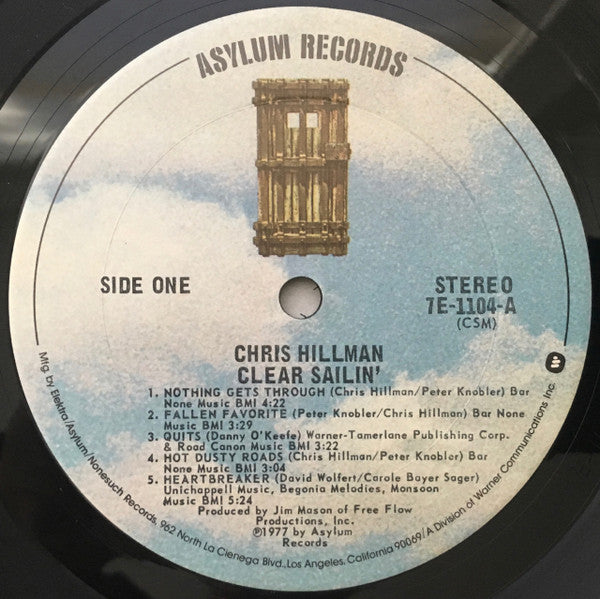 ASYLUM RECORDS
SIDE ONE
STEREO
7E-1104-A
(CSM)
CHRIS HILLMAN
CLEAR SAILIN'
1. NOTHING GETS THROUGH (Chris Hillman/Peter Knobler) Bar
None Music BMI 4:22
2. FALLEN FAVORITE (Peter Knobler/Chris Hillman) Bar None
Music BMI 3:29
3. QUITS (Danny O'Keefe) Warner-Tamerlane Publishing Corp.
& Road Canon Music BMI 3:22
4. HOT DUSTY ROADS (Chris Hillman/Peter Knobler) Bar
None Music BMI 3:04
5. HEARTBREAKER (David Wolfert/Carole Bayer Sager)
Unichappell Music, Begonia Melodies, Monsoon
Music BMI 5:24
Produced by Jim Mason of Free Flow
Productions, Inc.
℗1977 by Asylum
Records
Mfg. by Elektra/Asylum/Nonesuch Records, 962 North La Cienega Blvd., Los Angeles, California 90069/A Division of Warner Communications Inc.